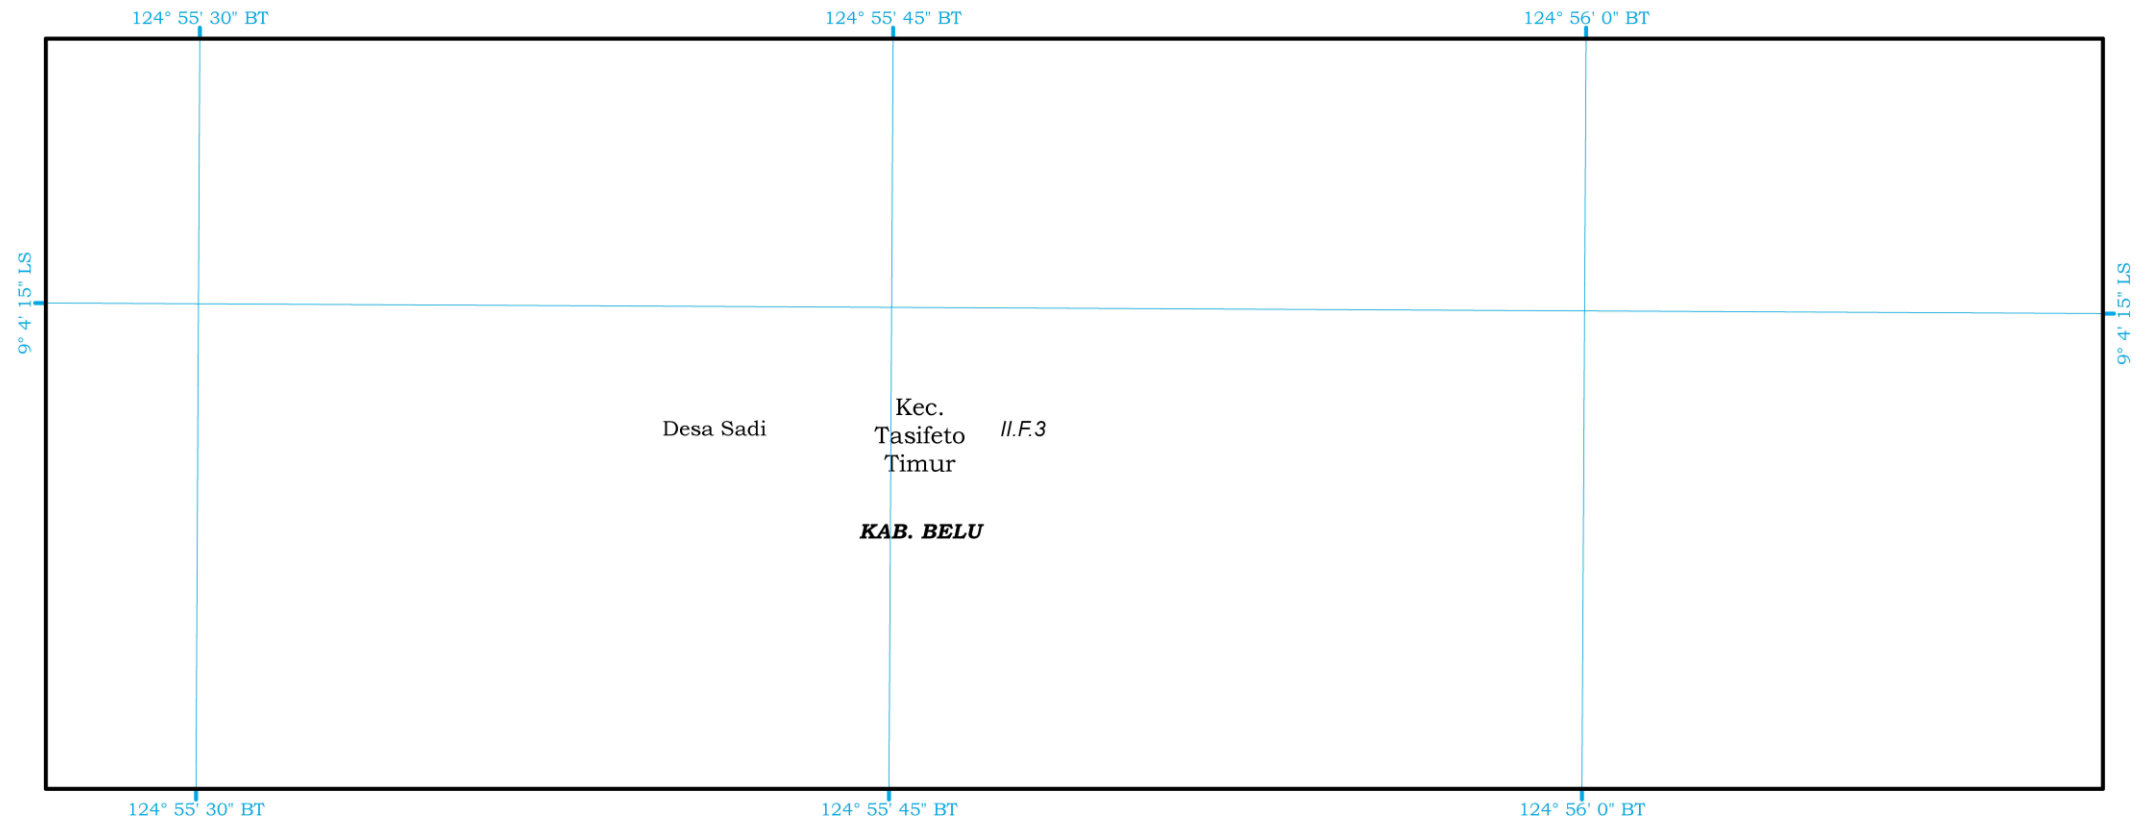 124° 55' 30" BT
124° 55' 45" BT
124° 56' 0" BT
9° 4' 15" LS
9° 4' 15" LS
Desa Sadi
Kec.
Tasifeto
Timur
II.F.3
KAB. BELU
124° 55' 30" BT
124° 55' 45" BT
124° 56' 0" BT